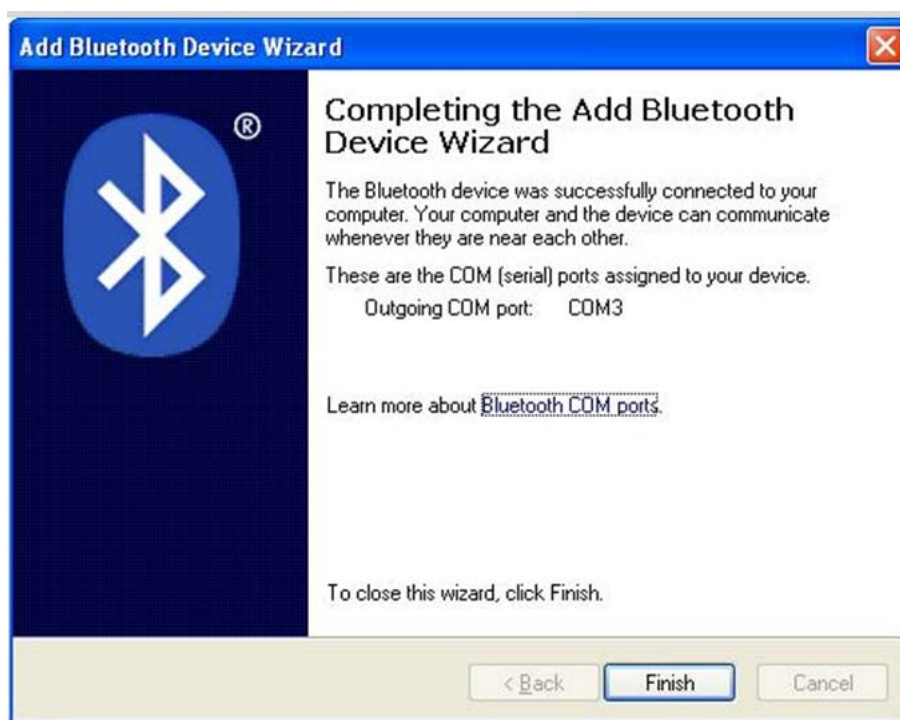 Add Bluetooth Device Wizard
®
Completing the Add Bluetooth
Device Wizard
The Bluetooth device was successfully connected to your
computer. Your computer and the device can communicate
whenever they are near each other.
These are the COM (serial) ports assigned to your device.
Outgoing COM port: COM3
Learn more about Bluetooth COM ports.
To close this wizard, click Finish.
< Back Finish Cancel